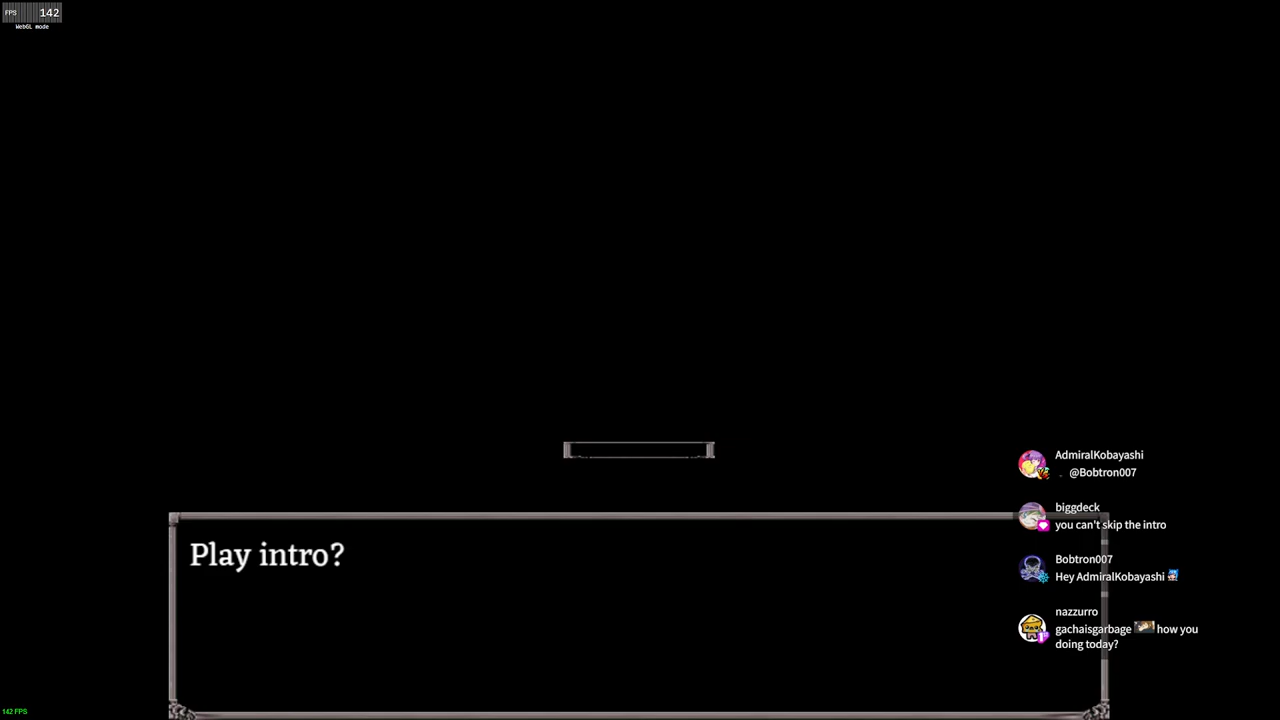 FPS 142
WebGL mode
AdmiralKobayashi
@Bobtron007
biggdeck
you can't skip the intro
Play intro?
Bobtron007
Hey AdmiralKobayashi
nazzurro
gachaisgarbage how you
doing today?
142 FPS